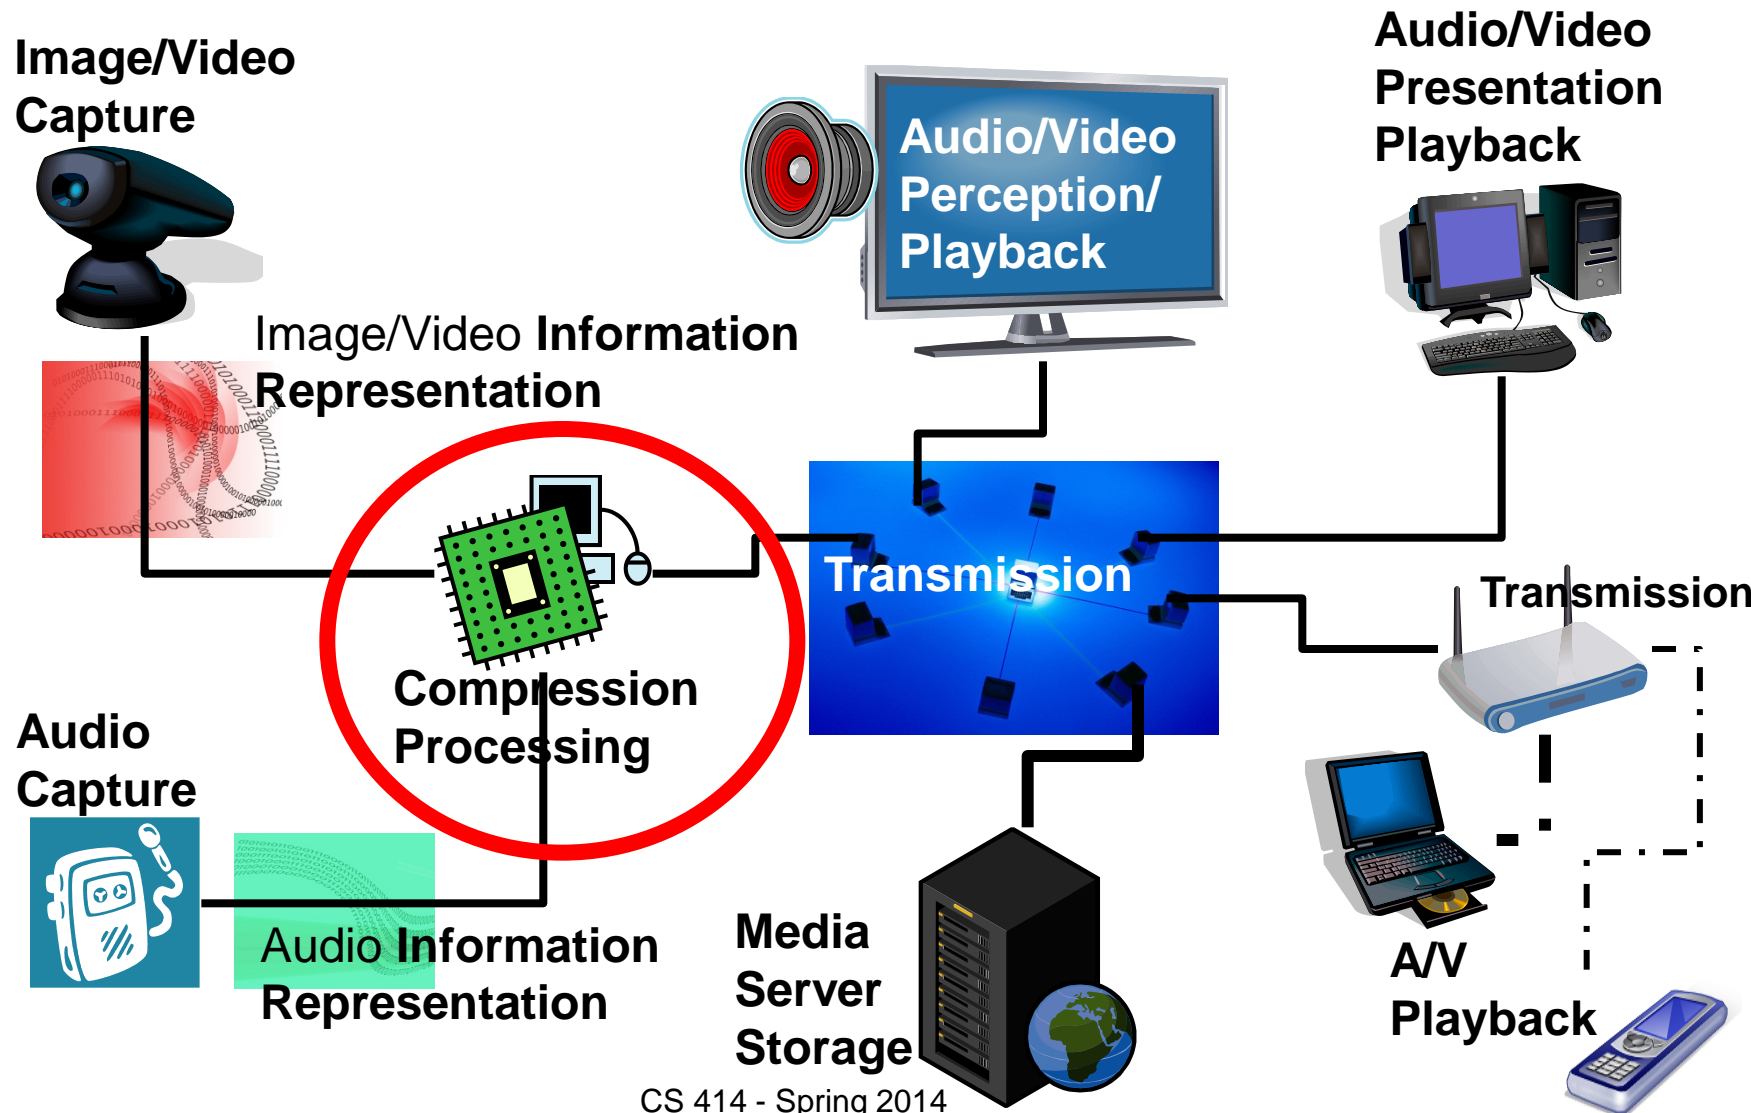 Image/Video
Capture
Audio/Video
Perception/
Playback
Audio/Video
Presentation
Playback
Image/Video Information
Representation
Transmission
Transmission
Compression
Processing
Audio
Capture
Audio Information
Representation
Media
Server
Storage
A/V
Playback
CS 414 - Spring 2014